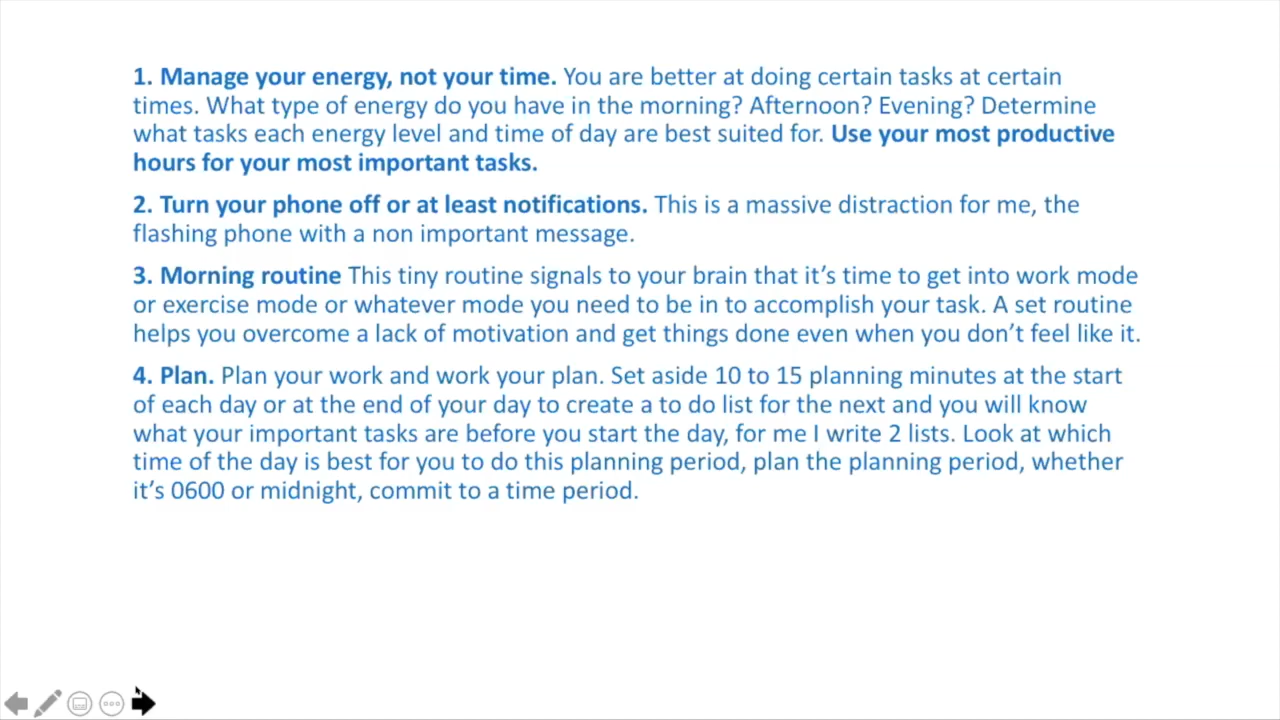 1. Manage your energy, not your time. You are better at doing certain tasks at certain
times. What type of energy do you have in the morning? Afternoon? Evening? Determine
what tasks each energy level and time of day are best suited for. Use your most productive
hours for your most important tasks.
2. Turn your phone off or at least notifications. This is a massive distraction for me, the
flashing phone with a non important message.
3. Morning routine This tiny routine signals to your brain that it’s time to get into work mode
or exercise mode or whatever mode you need to be in to accomplish your task. A set routine
helps you overcome a lack of motivation and get things done even when you don’t feel like it.
4. Plan. Plan your work and work your plan. Set aside 10 to 15 planning minutes at the start
of each day or at the end of your day to create a to do list for the next and you will know
what your important tasks are before you start the day, for me I write 2 lists. Look at which
time of the day is best for you to do this planning period, plan the planning period, whether
it’s 0600 or midnight, commit to a time period.